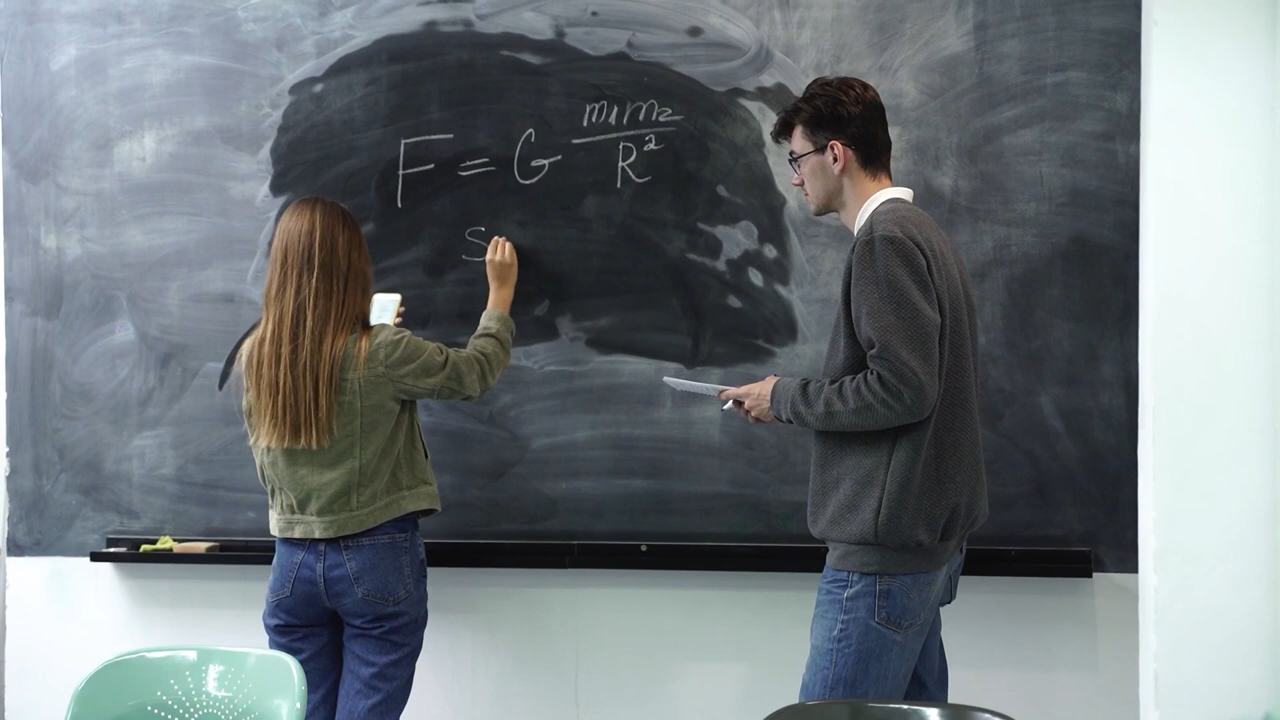 F = G m₁m₂/R²
S